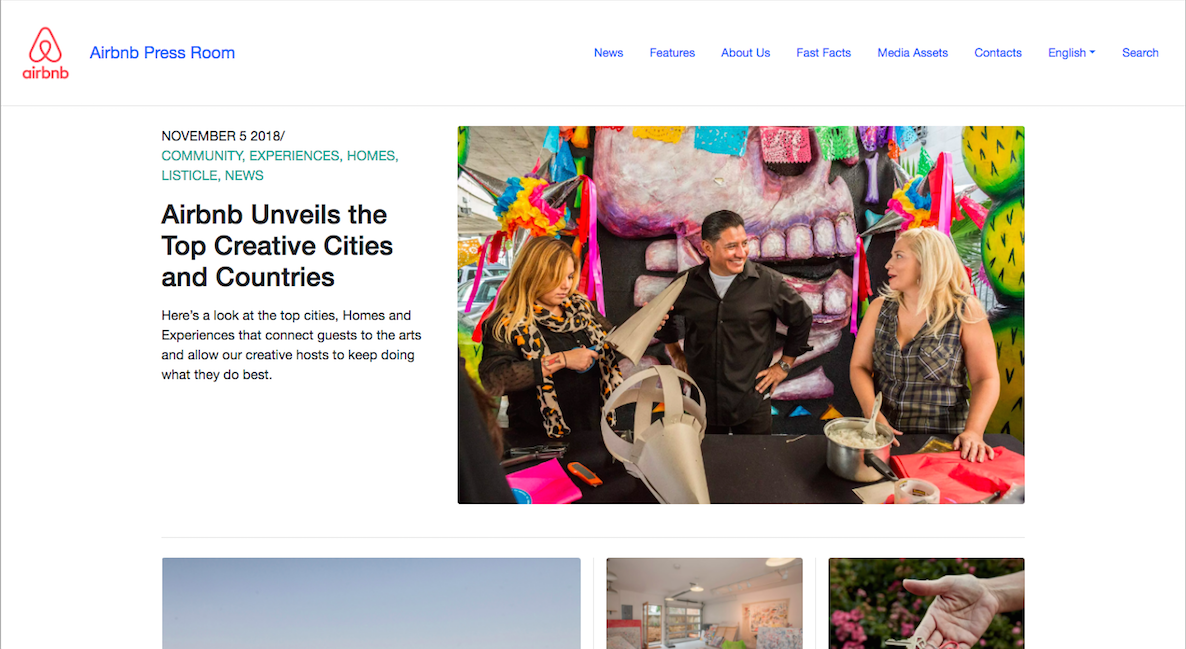 airbnb
Airbnb Press Room
News
Features
About Us
Fast Facts
Media Assets
Contacts
English
Search
NOVEMBER 5 2018/
COMMUNITY, EXPERIENCES, HOMES,
LISTICLE, NEWS
Airbnb Unveils the
Top Creative Cities
and Countries
Here’s a look at the top cities, Homes and
Experiences that connect guests to the arts
and allow our creative hosts to keep doing
what they do best.